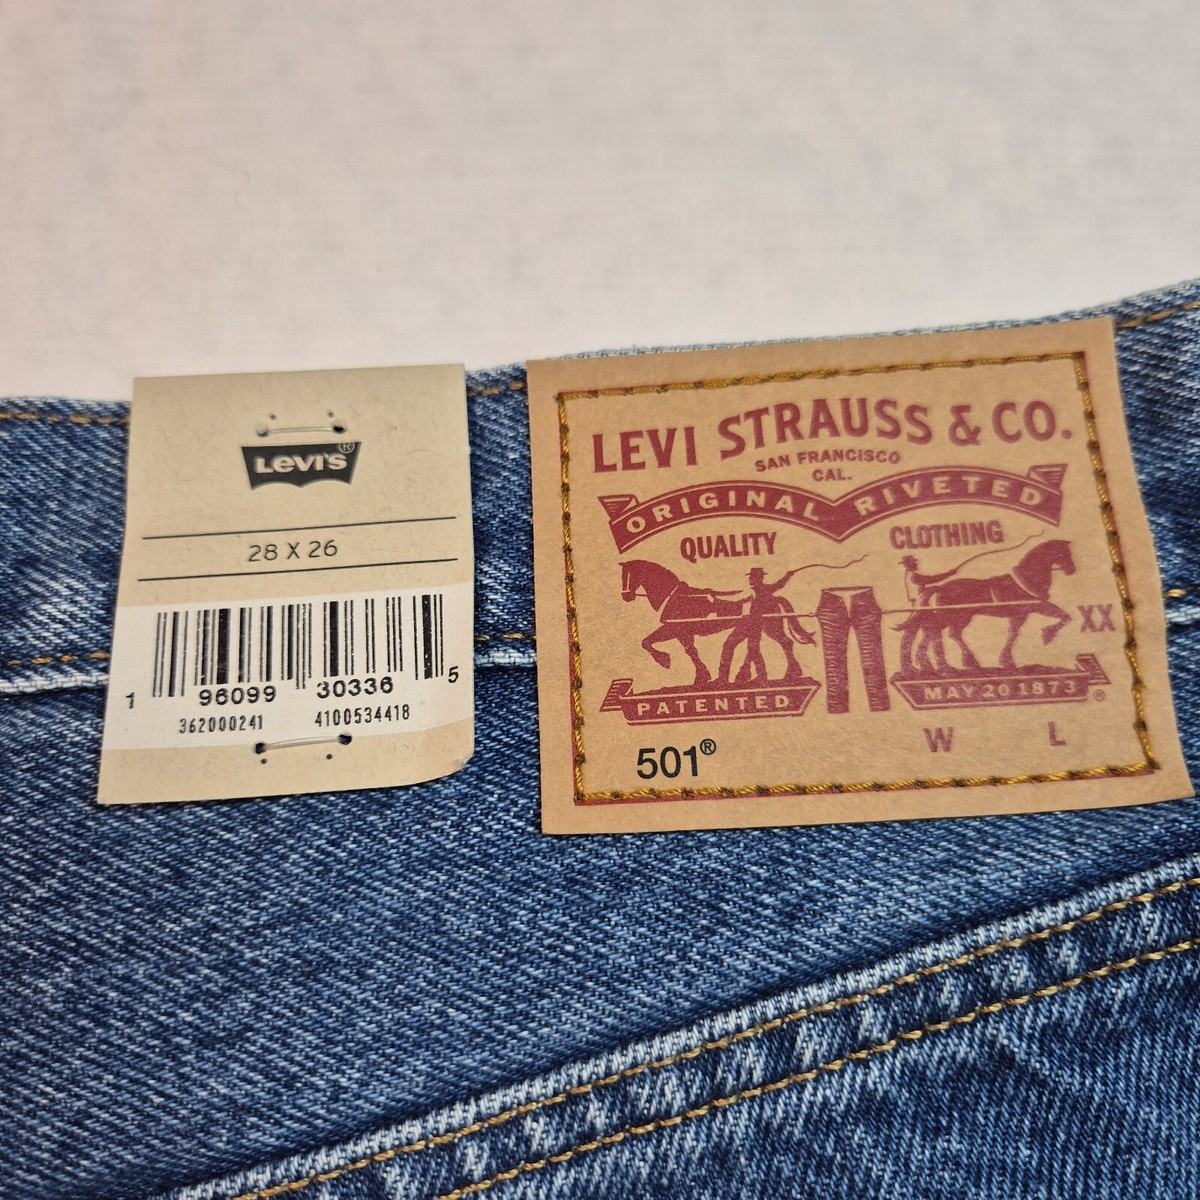 LEVI'S®
28 X 26
1 96099 30336 5
362000241 4100534418
LEVI STRAUSS & CO.
SAN FRANCISCO
CAL.
ORIGINAL RIVETED
QUALITY CLOTHING
XX
PATENTED MAY 20 1873 ®
W L
501®